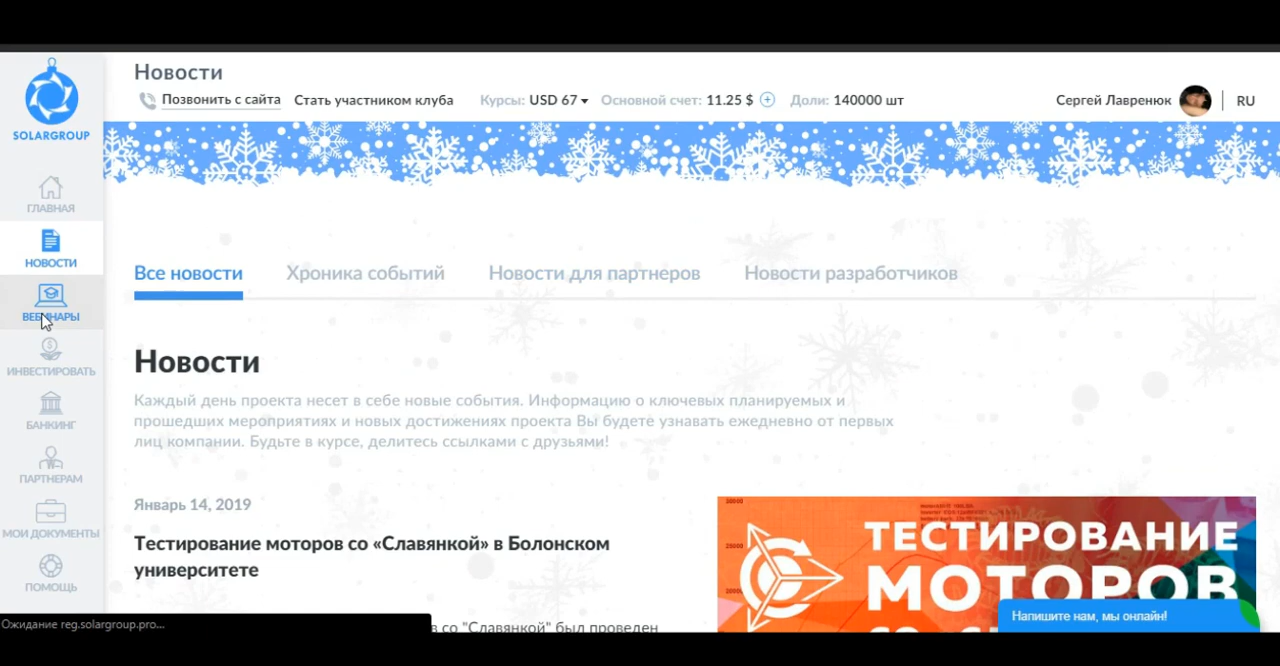 Новости
Позвонить с сайта Стать участником клуба Курсы: USD 67 Основной счет: 11.25 $ Доли: 140000 шт Сергей Лавренюк RU
SOLARGROUP
ГЛАВНАЯ
НОВОСТИ
ВЕБИНАРЫ
ИНВЕСТИРОВАТЬ
БАНКИНГ
ПАРТНЕРАМ
МОИ ДОКУМЕНТЫ
ПОМОЩЬ
Все новости Хроника событий Новости для партнеров Новости разработчиков
Новости
Каждый день проекта несет в себе новые события. Информацию о ключевых планируемых и
прошедших мероприятиях и новых достижениях проекта Вы будете узнавать ежедневно от первых
лиц компании. Будьте в курсе, делитесь ссылками с друзьями!
Январь 14, 2019
Тестирование моторов со «Славянкой» в Болонском
университете
в со "Славянкой" был проведен
ТЕСТИРОВАНИЕ
МОТОРОВ
Напишите нам, мы онлайн!
Ожидание reg.solargroup.pro...